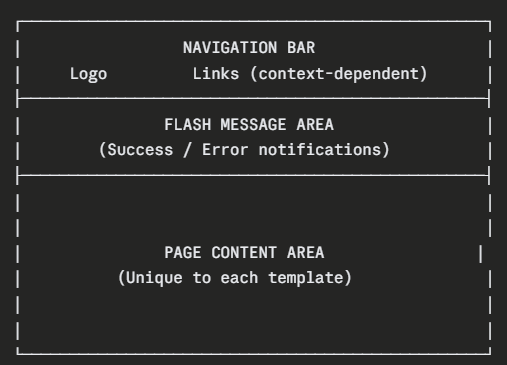 NAVIGATION BAR
Logo Links (context-dependent)
FLASH MESSAGE AREA
(Success / Error notifications)
PAGE CONTENT AREA
(Unique to each template)